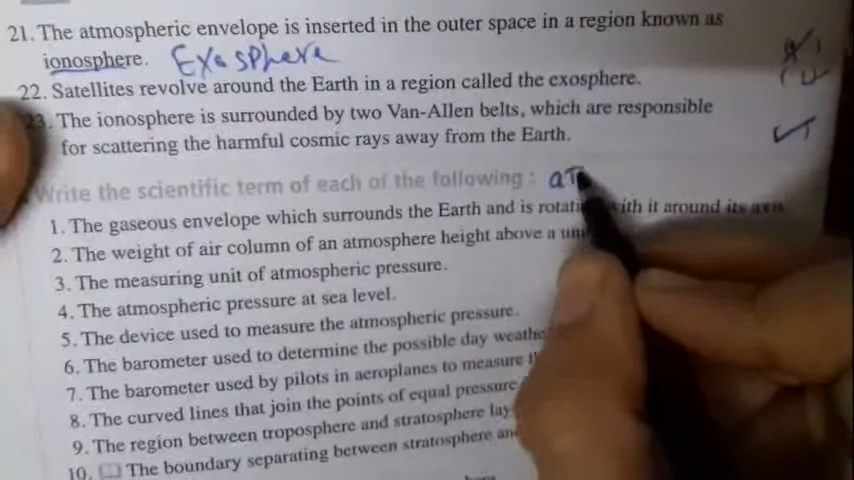 21. The atmospheric envelope is inserted in the outer space in a region known as
ionosphere. Exosphere
22. Satellites revolve around the Earth in a region called the exosphere.
23. The ionosphere is surrounded by two Van-Allen belts, which are responsible
for scattering the harmful cosmic rays away from the Earth.
Write the scientific term of each of the following : aT
1. The gaseous envelope which surrounds the Earth and is rotating with it around its axis
2. The weight of air column of an atmosphere height above a
3. The measuring unit of atmospheric pressure.
4. The atmospheric pressure at sea level.
5. The device used to measure the atmospheric pressure.
6. The barometer used to determine the possible day
7. The barometer used by pilots in aeroplanes to measure
8. The curved lines that join the points of equal pressure
9. The region between troposphere and stratosphere
10. The boundary separating between stratosphere